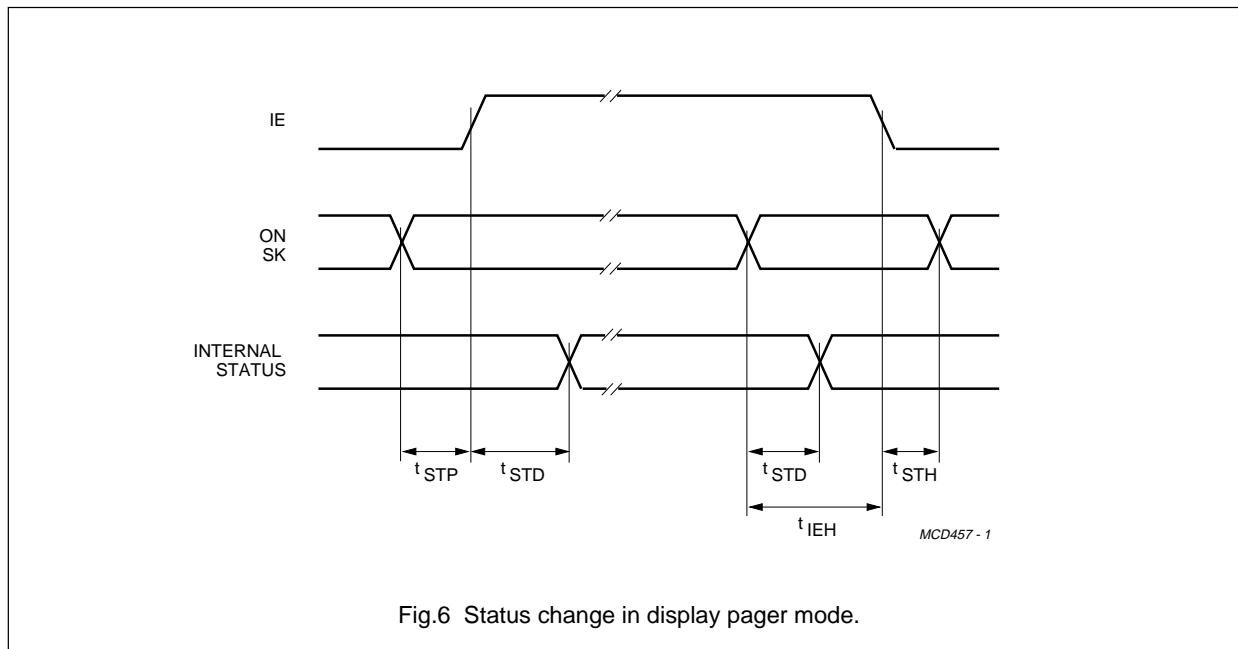 IE
ON
SK
INTERNAL
STATUS
t STP
t STD
t STD
t STH
t IEH
MCD457 - 1
Fig.6 Status change in display pager mode.